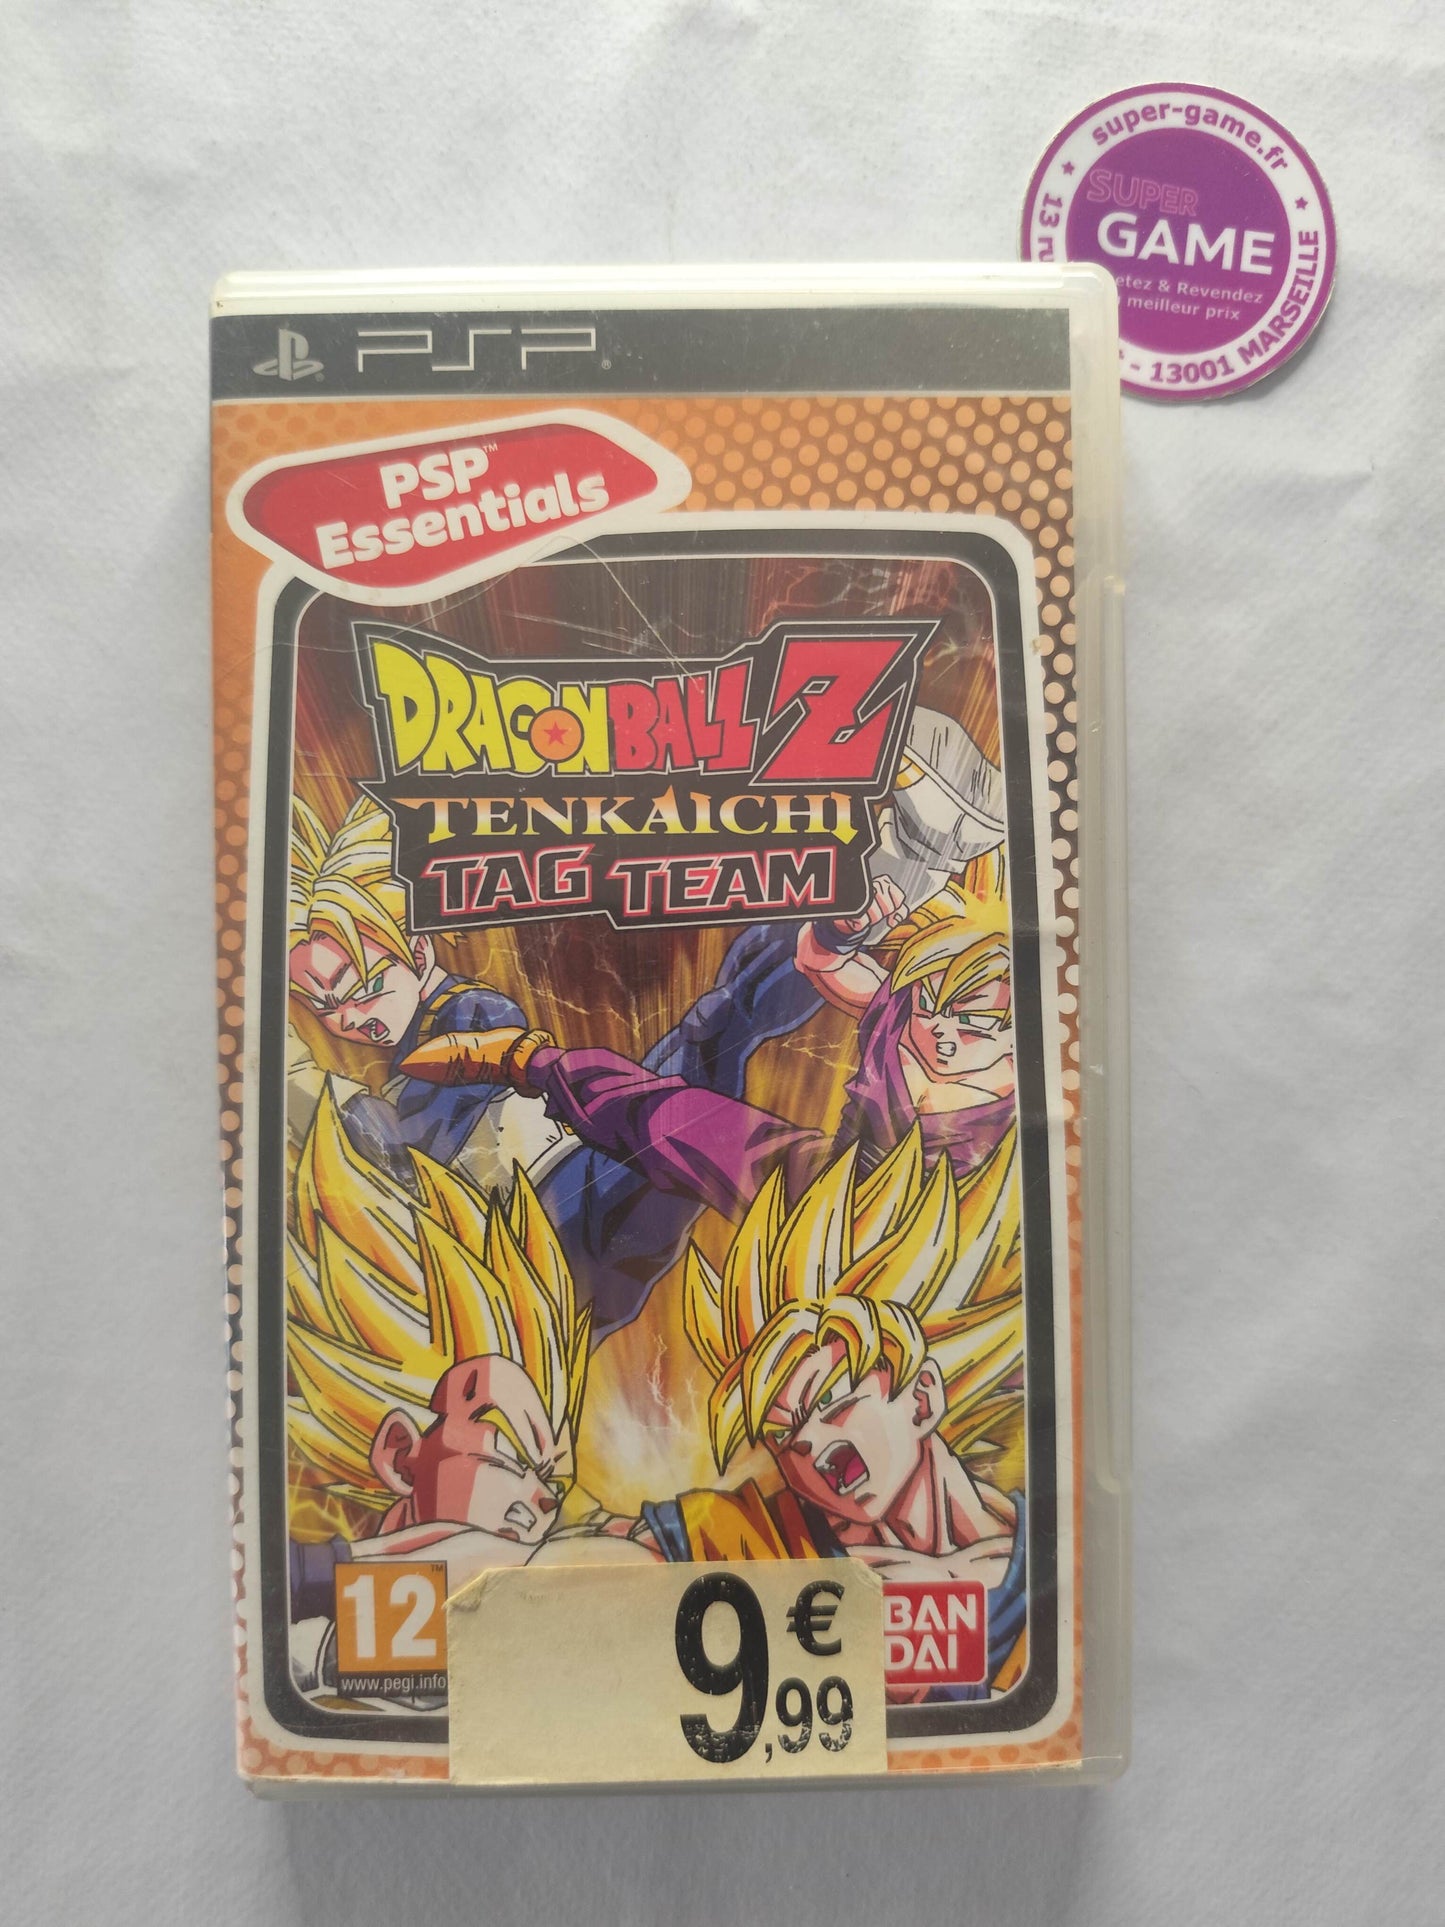 super-game.fr
SUPER
GAME
etez & Revendez
meilleur prix
13
- 13001 MARSEILLE
PSP
PSP™
Essentials
DRAGON BALL Z
TENKAICHI
TAG TEAM
12
www.pegi.info
9,99 €
BAN
DAI